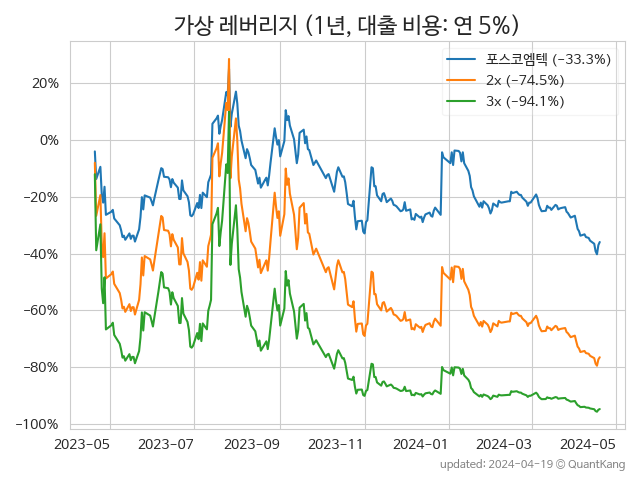 가상 레버리지 (1년, 대출 비용: 연 5%)
포스코엠텍 (−33.3%)
2x (−74.5%)
3x (−94.1%)
20%
0%
−20%
−40%
−60%
−80%
−100%
2023-05 2023-07 2023-09 2023-11 2024-01 2024-03 2024-05
updated: 2024-04-19 © QuantKang